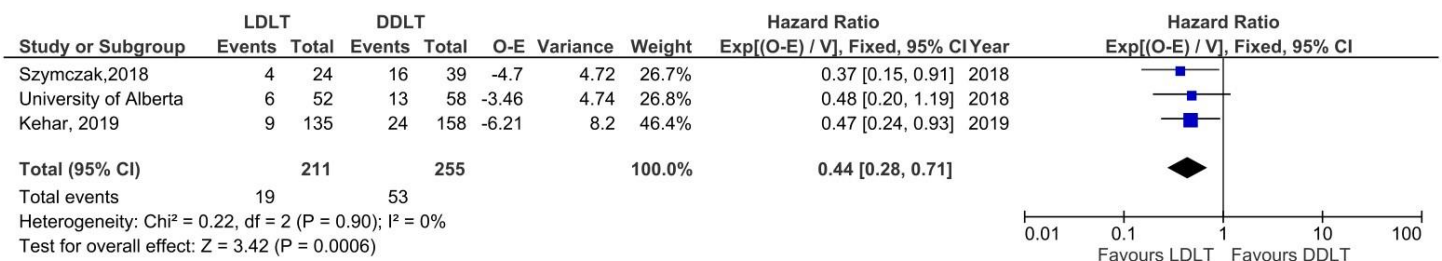 LDLT DDLT Hazard Ratio Hazard Ratio
Study or Subgroup Events Total Events Total O-E Variance Weight Exp[(O-E) / V], Fixed, 95% CI Year Exp[(O-E) / V], Fixed, 95% CI
Szymczak,2018 4 24 16 39 -4.7 4.72 26.7% 0.37 [0.15, 0.91] 2018
University of Alberta 6 52 13 58 -3.46 4.74 26.8% 0.48 [0.20, 1.19] 2018
Kehar, 2019 9 135 24 158 -6.21 8.2 46.4% 0.47 [0.24, 0.93] 2019
Total (95% CI) 211 255 100.0% 0.44 [0.28, 0.71]
Total events 19 53
Heterogeneity: Chi² = 0.22, df = 2 (P = 0.90); I² = 0%
Test for overall effect: Z = 3.42 (P = 0.0006)
0.01 0.1 1 10 100
Favours LDLT Favours DDLT